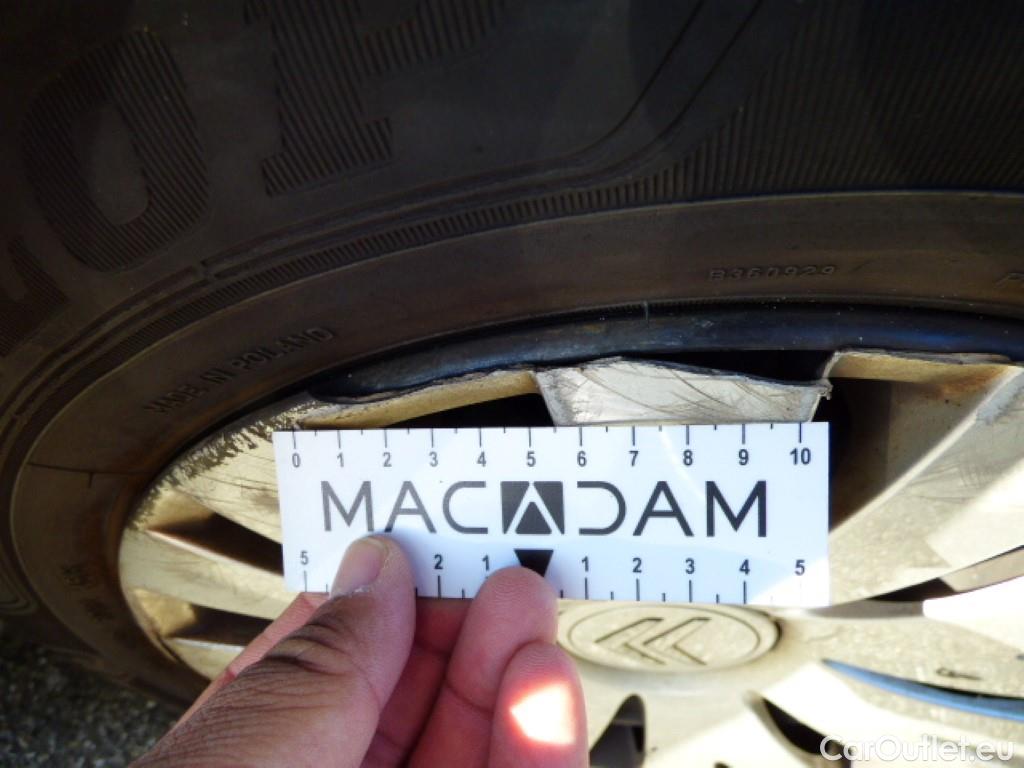 B360929
MADE IN POLAND
0 1 2 3 4 5 6 7 8 9 10
MACADAM
5 2 1 1 2 3 4 5
CarOutlet.eu